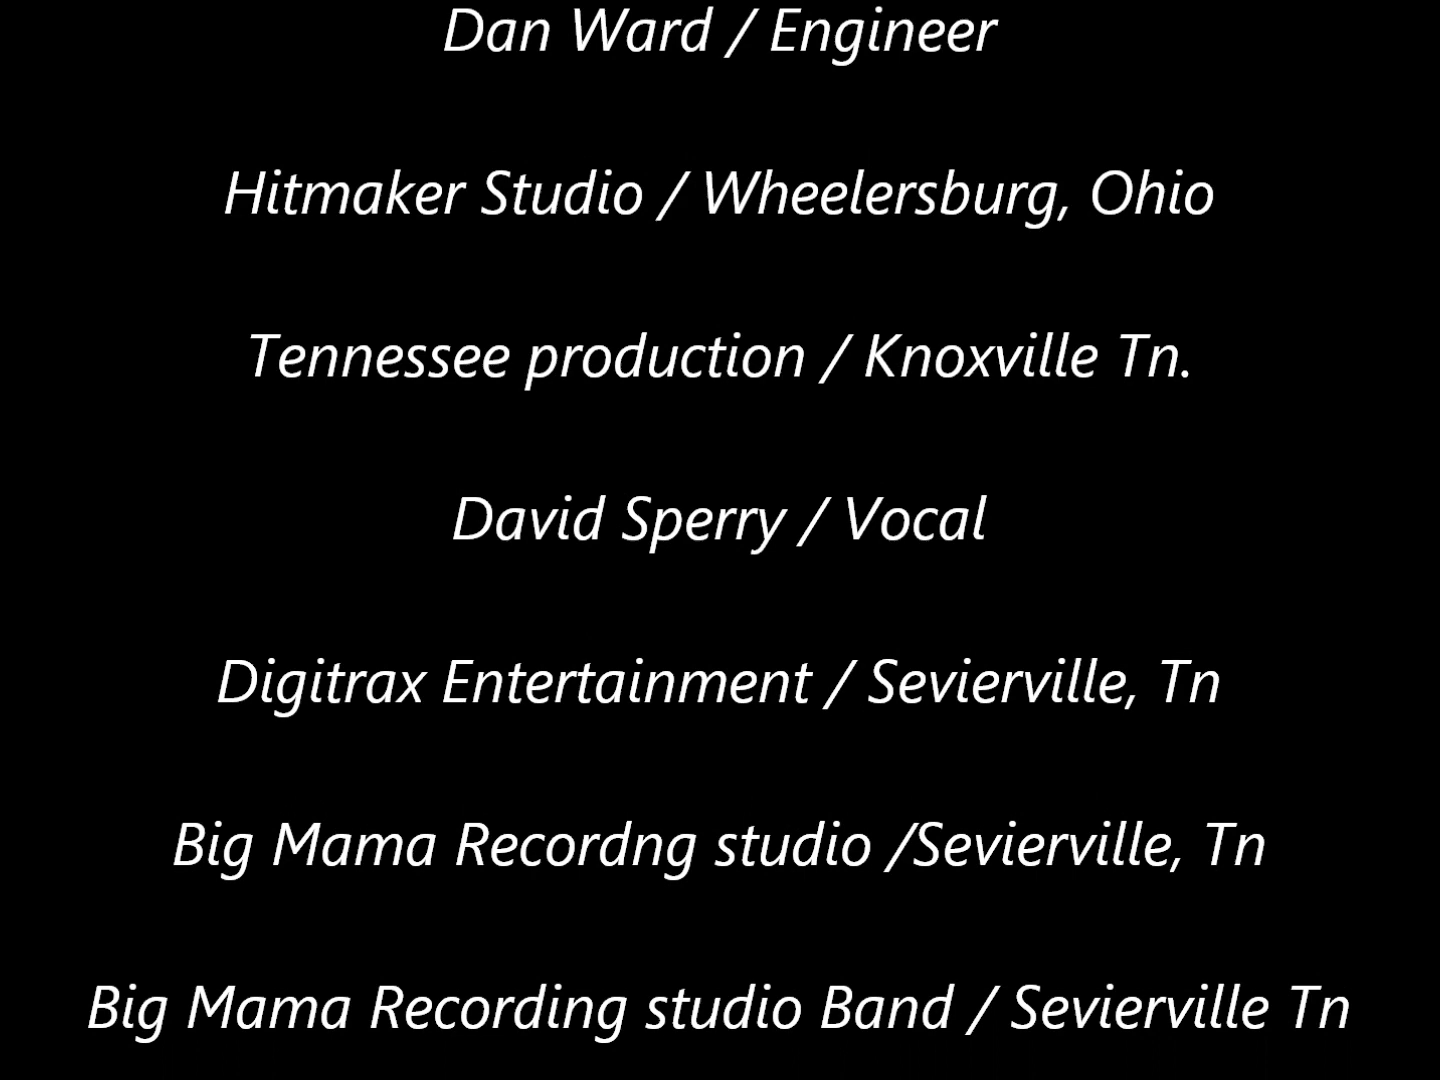 Dan Ward / Engineer
Hitmaker Studio / Wheelersburg, Ohio
Tennessee production / Knoxville Tn.
David Sperry / Vocal
Digitrax Entertainment / Sevierville, Tn
Big Mama Recordng studio /Sevierville, Tn
Big Mama Recording studio Band / Sevierville Tn